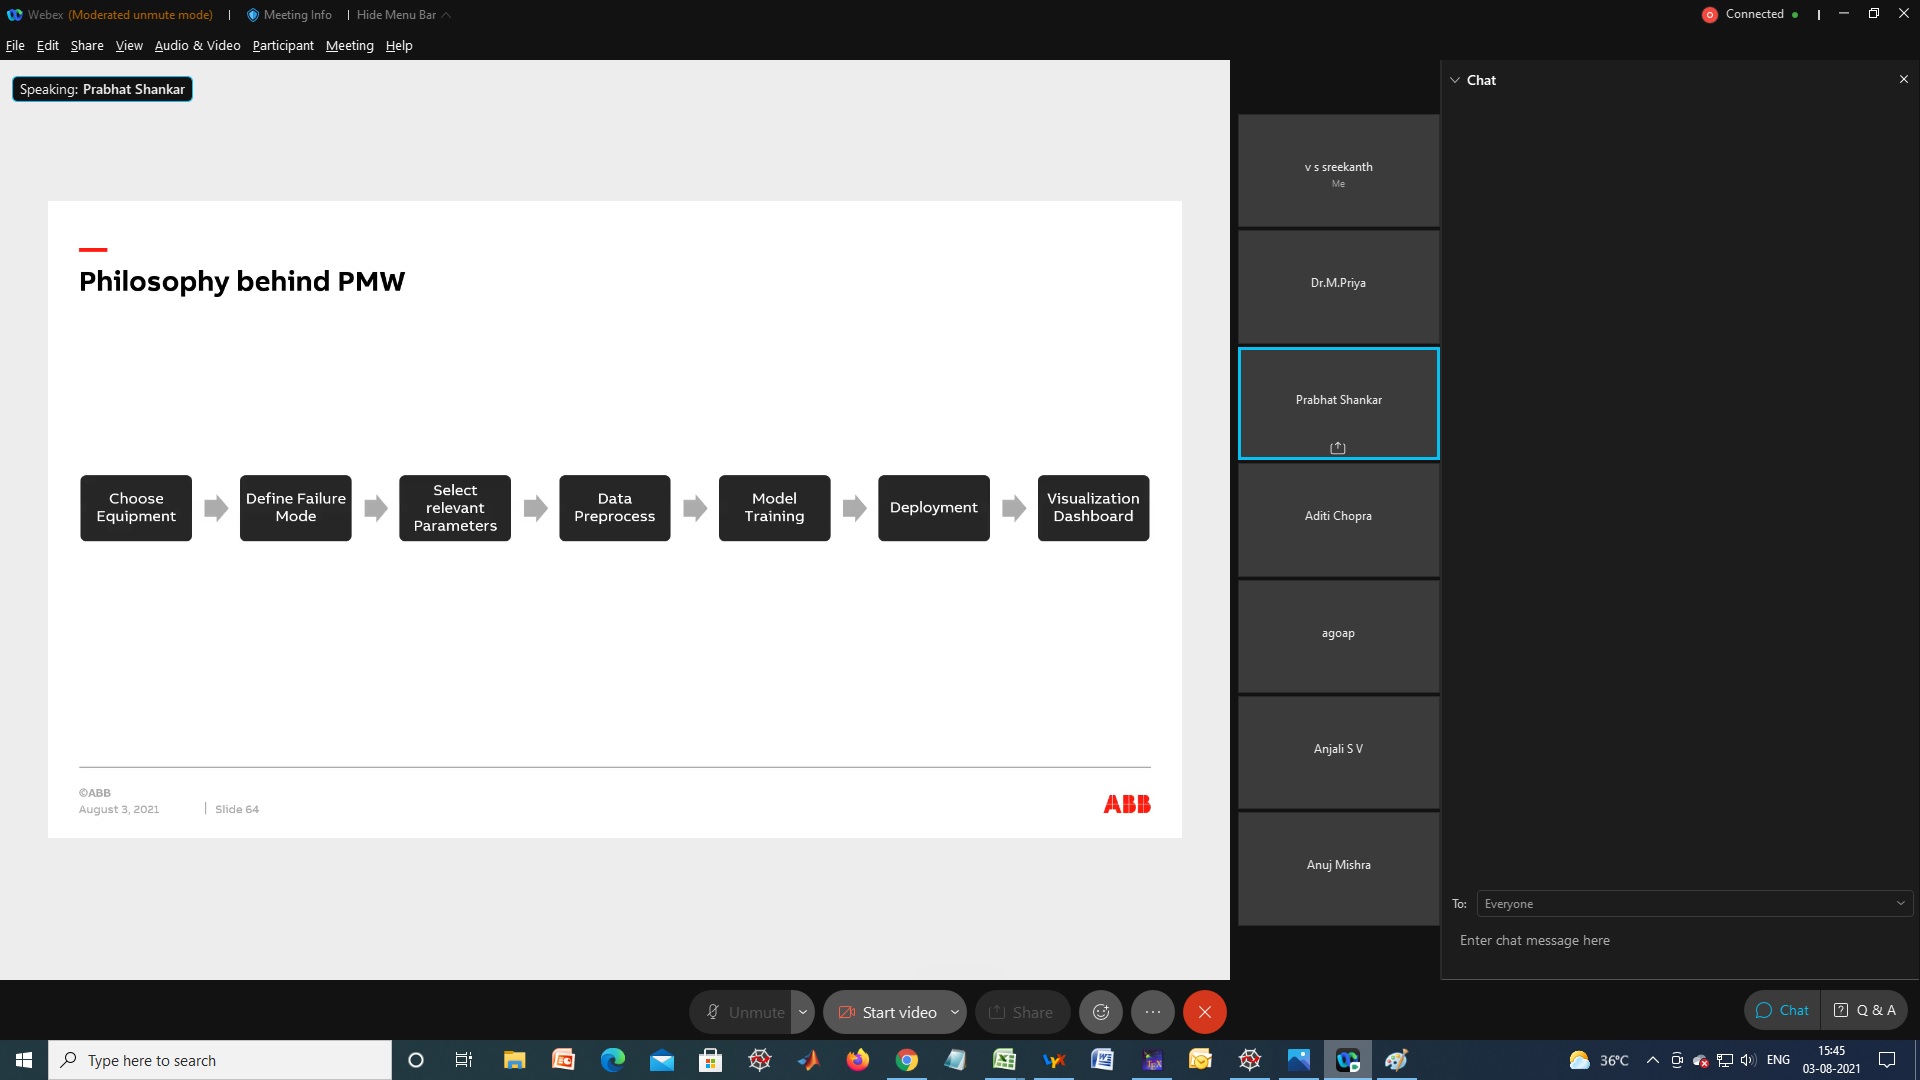 Webex (Moderated unmute mode) | Meeting Info | Hide Menu Bar
Connected
File Edit Share View Audio & Video Participant Meeting Help
Speaking: Prabhat Shankar
Philosophy behind PMW
Choose
Equipment
Define Failure
Mode
Select
relevant
Parameters
Data
Preprocess
Model
Training
Deployment
Visualization
Dashboard
©ABB
August 3, 2021 | Slide 64
ABB
v s sreekanth
Me
Dr.M.Priya
Prabhat Shankar
Aditi Chopra
agoap
Anjali S V
Anuj Mishra
Chat
To: Everyone
Enter chat message here
Unmute Start video Share
Chat Q & A
Type here to search
36°C ENG
15:45
03-08-2021